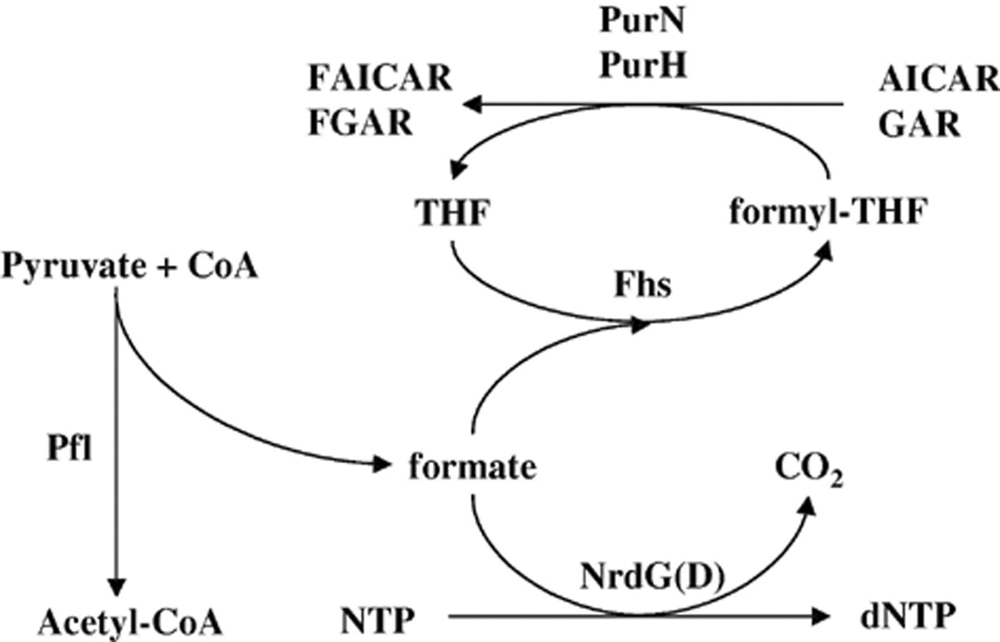 PurN
PurH
FAICAR
FGAR
AICAR
GAR
THF
formyl-THF
Pyruvate + CoA
Fhs
Pfl
formate
CO₂
NrdG(D)
Acetyl-CoA
NTP
dNTP